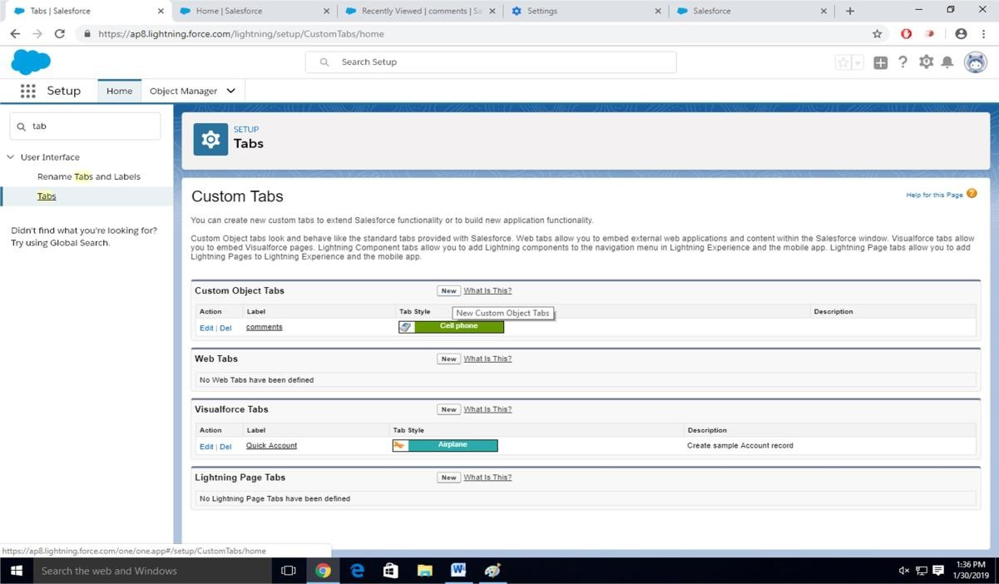 Tabs | Salesforce
Home | Salesforce
Recently Viewed | comments | Sa
Settings
Salesforce
https://ap8.lightning.force.com/lightning/setup/CustomTabs/home
Search Setup
Setup
Home
Object Manager
tab
User Interface
Rename Tabs and Labels
Tabs
Didn't find what you're looking for?
Try using Global Search.
SETUP
Tabs
Custom Tabs
Help for this Page
You can create new custom tabs to extend Salesforce functionality or to build new application functionality.
Custom Object tabs look and behave like the standard tabs provided with Salesforce. Web tabs allow you to embed external web applications and content within the Salesforce window. Visualforce tabs allow
you to embed Visualforce pages. Lightning Component tabs allow you to add Lightning components to the navigation menu in Lightning Experience and the mobile app. Lightning Page tabs allow you to add
Lightning Pages to Lightning Experience and the mobile app.
Custom Object Tabs New What Is This?
Action Label Tab Style Description
New Custom Object Tabs
Edit | Del comments Cell phone
Web Tabs New What Is This?
No Web Tabs have been defined
Visualforce Tabs New What Is This?
Action Label Tab Style Description
Edit | Del Quick Account Airplane Create sample Account record
Lightning Page Tabs New What Is This?
No Lightning Page Tabs have been defined
https://ap8.lightning.force.com/one/one.app#/setup/CustomTabs/home
Search the web and Windows
1:36 PM
1/30/2019